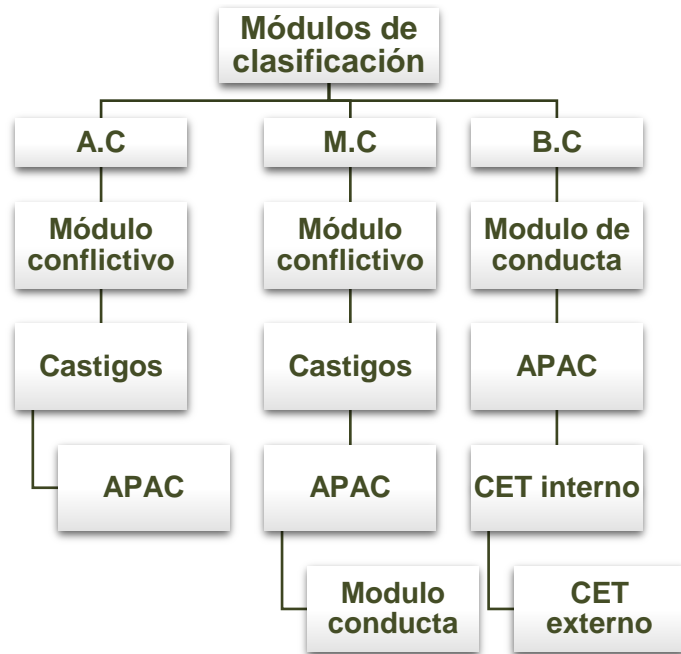 Módulos de
clasificación
A.C
M.C
B.C
Módulo
conflictivo
Módulo
conflictivo
Modulo de
conducta
Castigos
Castigos
APAC
APAC
APAC
CET interno
Modulo
conducta
CET
externo